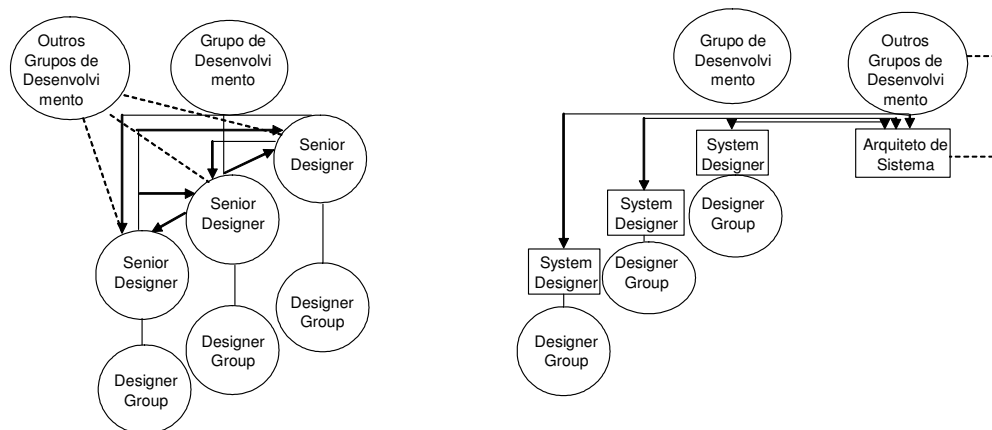 Outros
Grupos de
Desenvolvi
mento
Grupo de
Desenvolvi
mento
Senior
Designer
Senior
Designer
Senior
Designer
Designer
Group
Designer
Group
Designer
Group
Grupo de
Desenvolvi
mento
Outros
Grupos de
Desenvolvi
mento
System
Designer
Arquiteto de
Sistema
System
Designer
Designer
Group
System
Designer
Designer
Group
Designer
Group